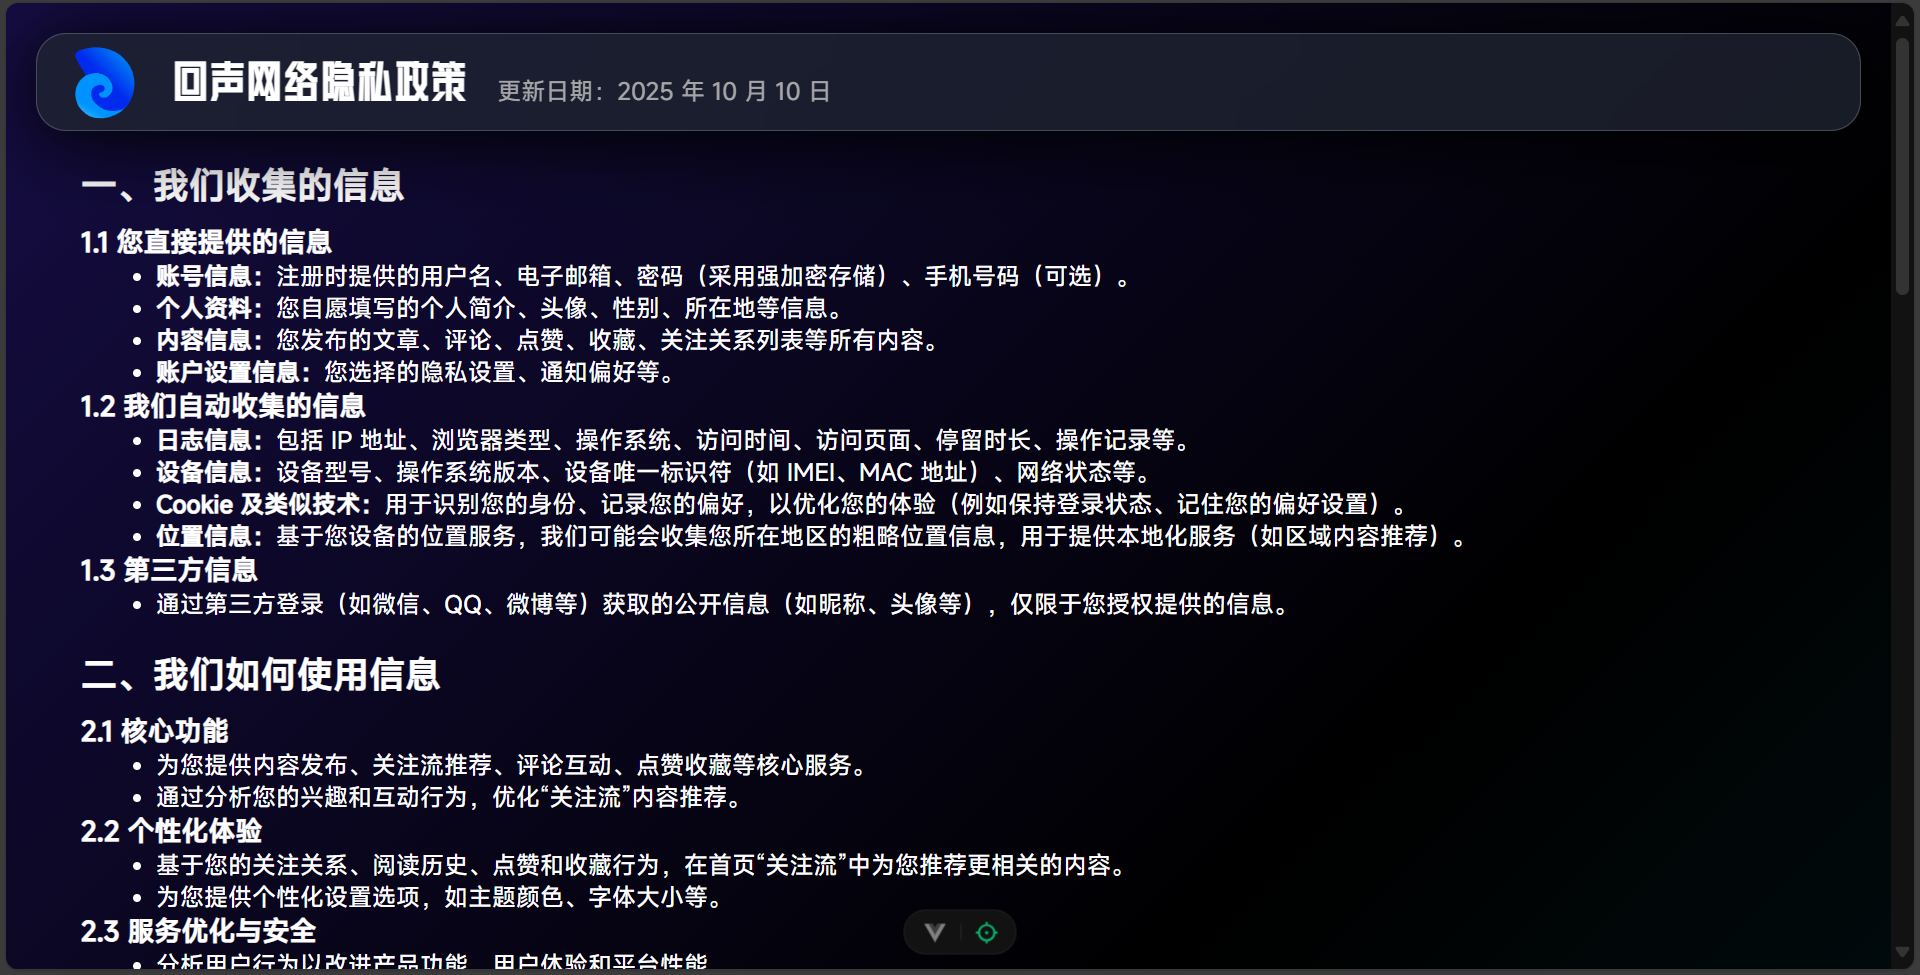 回声网络隐私政策 更新日期：2025 年 10 月 10 日
一、我们收集的信息
1.1 您直接提供的信息
• 账号信息：注册时提供的用户名、电子邮箱、密码（采用强加密存储）、手机号码（可选）。
• 个人资料：您自愿填写的个人简介、头像、性别、所在地等信息。
• 内容信息：您发布的文章、评论、点赞、收藏、关注关系列表等所有内容。
• 账户设置信息：您选择的隐私设置、通知偏好等。
1.2 我们自动收集的信息
• 日志信息：包括 IP 地址、浏览器类型、操作系统、访问时间、访问页面、停留时长、操作记录等。
• 设备信息：设备型号、操作系统版本、设备唯一标识符（如 IMEI、MAC 地址）、网络状态等。
• Cookie 及类似技术：用于识别您的身份、记录您的偏好，以优化您的体验（例如保持登录状态、记住您的偏好设置）。
• 位置信息：基于您设备的位置服务，我们可能会收集您所在地区的粗略位置信息，用于提供本地化服务（如区域内容推荐）。
1.3 第三方信息
• 通过第三方登录（如微信、QQ、微博等）获取的公开信息（如昵称、头像等），仅限于您授权提供的信息。
二、我们如何使用信息
2.1 核心功能
• 为您提供内容发布、关注流推荐、评论互动、点赞收藏等核心服务。
• 通过分析您的兴趣和互动行为，优化“关注流”内容推荐。
2.2 个性化体验
• 基于您的关注关系、阅读历史、点赞和收藏行为，在首页“关注流”中为您推荐更相关的内容。
• 为您提供个性化设置选项，如主题颜色、字体大小等。
2.3 服务优化与安全
• 分析用户行为以改进产品功能、用户体验和平台性能